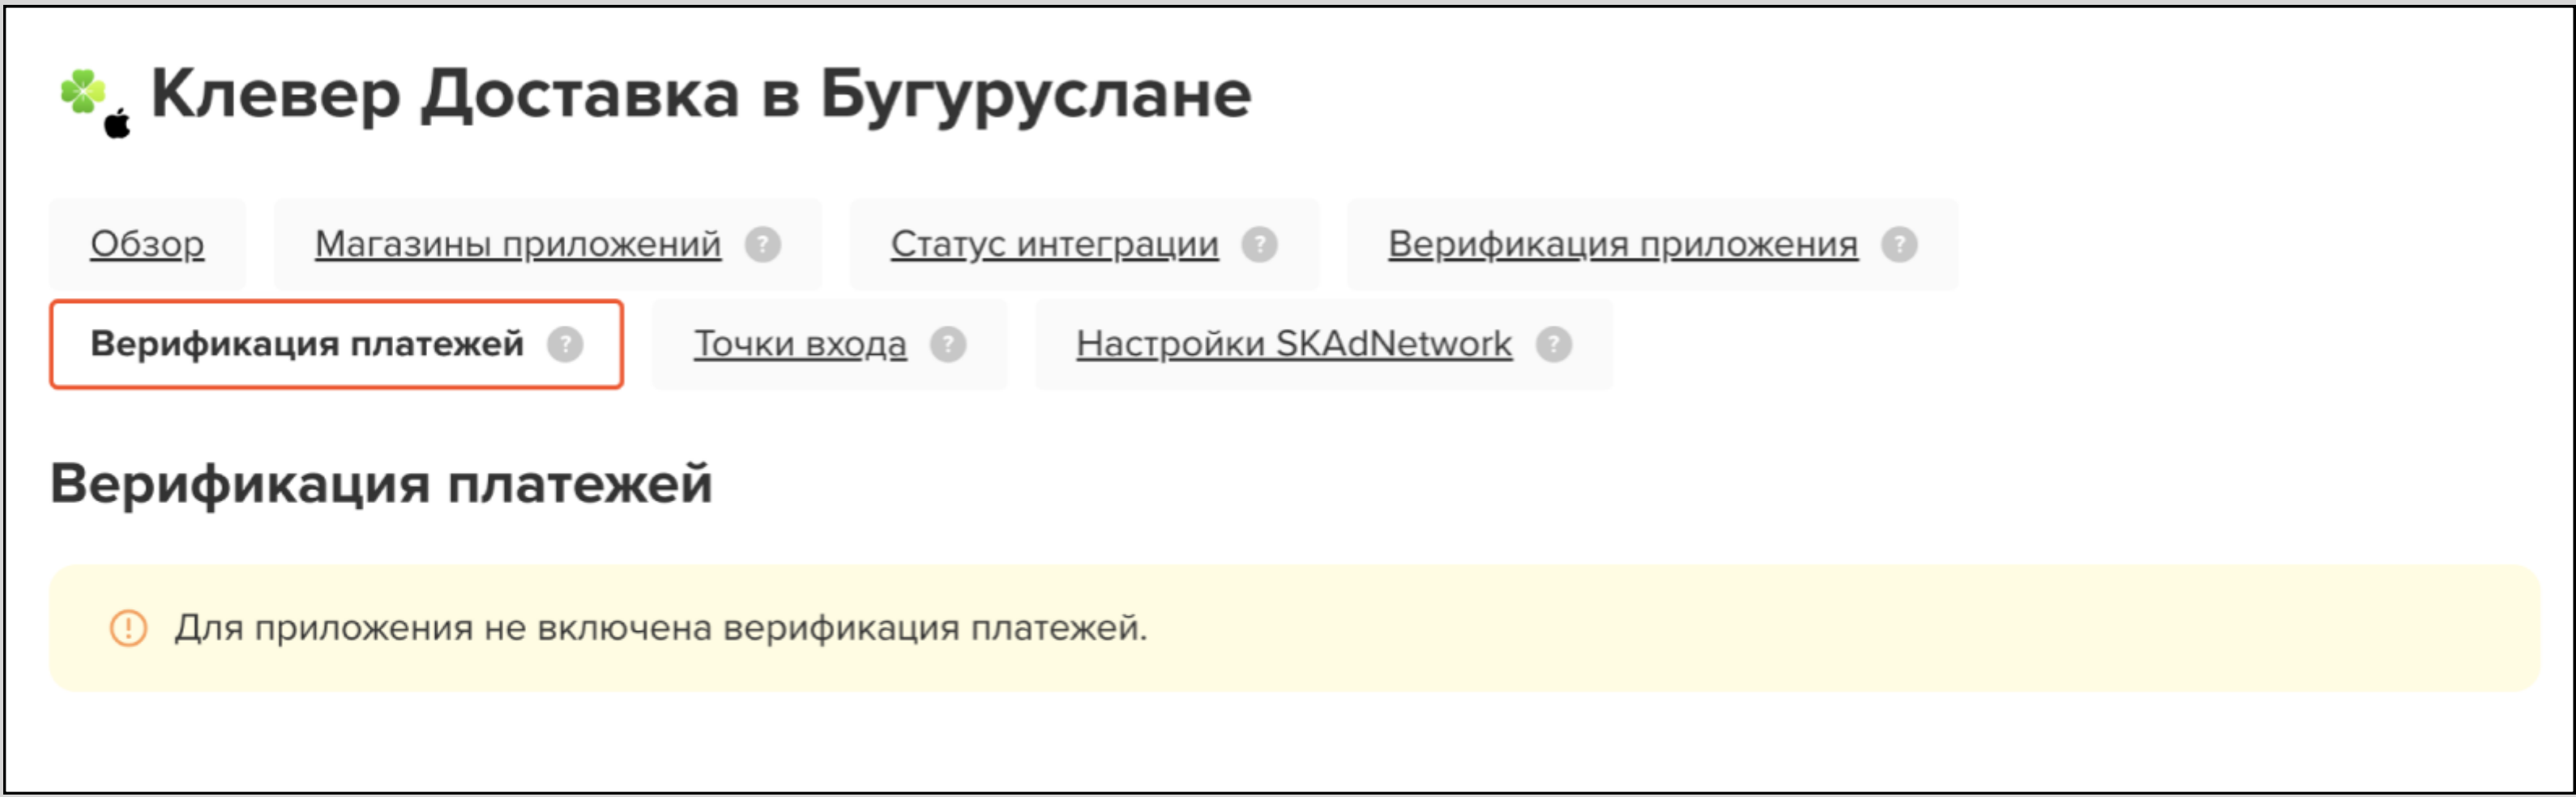 Клевер Доставка в Бугуруслане
Обзор Магазины приложений ? Статус интеграции ? Верификация приложения ?
Верификация платежей ? Точки входа ? Настройки SKAdNetwork ?
Верификация платежей
Для приложения не включена верификация платежей.